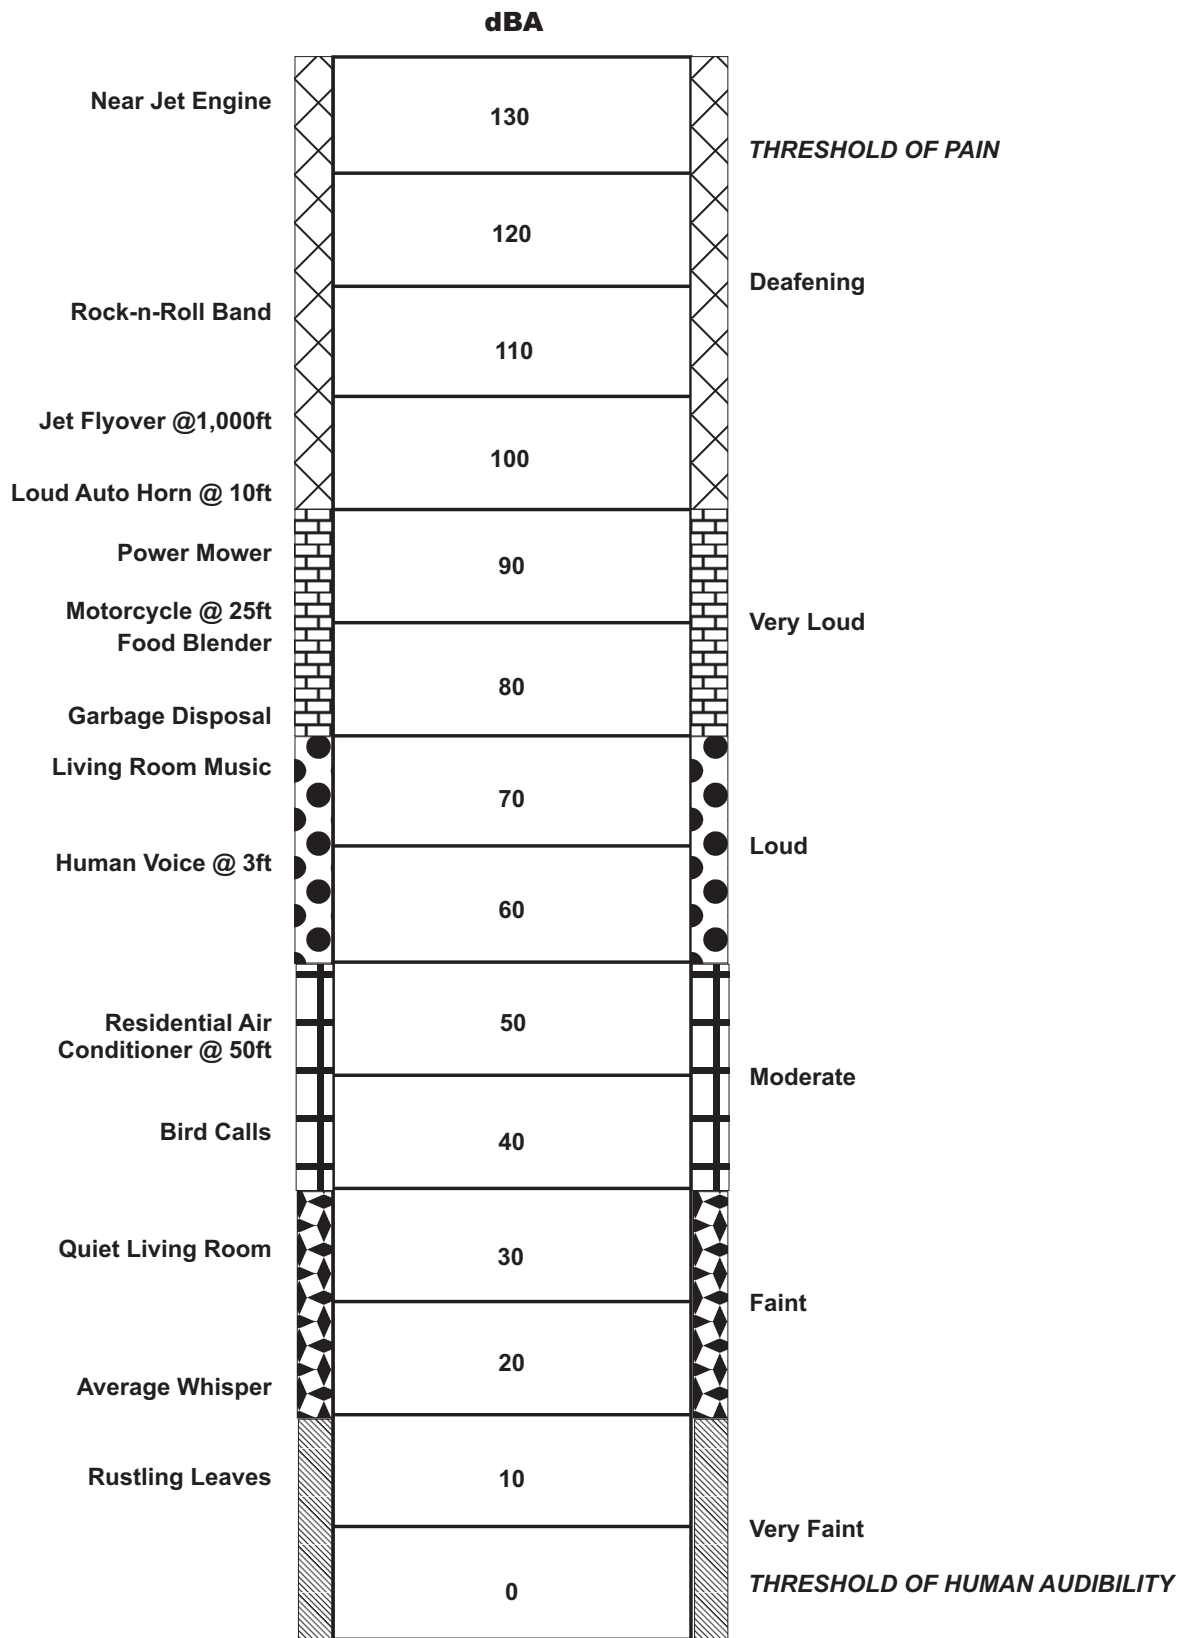 dBA
Near Jet Engine
130
THRESHOLD OF PAIN
120
Deafening
Rock-n-Roll Band
110
Jet Flyover @1,000ft
100
Loud Auto Horn @ 10ft
Power Mower
90
Motorcycle @ 25ft
Very Loud
Food Blender
80
Garbage Disposal
Living Room Music
70
Loud
Human Voice @ 3ft
60
Residential Air
Conditioner @ 50ft
50
Moderate
Bird Calls
40
Quiet Living Room
30
Faint
20
Average Whisper
Rustling Leaves
10
Very Faint
THRESHOLD OF HUMAN AUDIBILITY
0